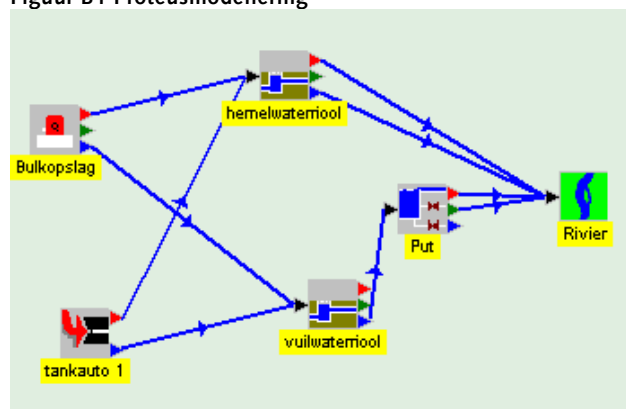 Figuur B1 Proteusmodellering
hemelwaterriool
Bulkopslag
Put
Rivier
vuilwaterriool
tankauto 1